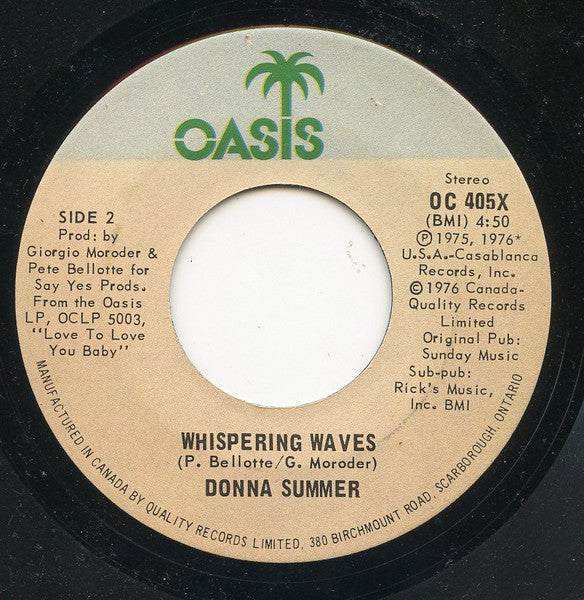 OASIS
SIDE 2
Prod: by
Giorgio Moroder &
Pete Bellotte for
Say Yes Prods.
From the Oasis
LP, OCLP 5003,
"Love To Love
You Baby"
Stereo
OC 405X
(BMI) 4:50
Ⓟ 1975, 1976*
U.S.A.-Casablanca
Records, Inc.
© 1976 Canada-
Quality Records
Limited
Original Pub:
Sunday Music
Sub-pub:
Rick's Music,
Inc. BMI
WHISPERING WAVES
(P. Bellotte/G. Moroder)
DONNA SUMMER
MANUFACTURED IN CANADA BY QUALITY RECORDS LIMITED, 380 BIRCHMOUNT ROAD, SCARBOROUGH, ONTARIO